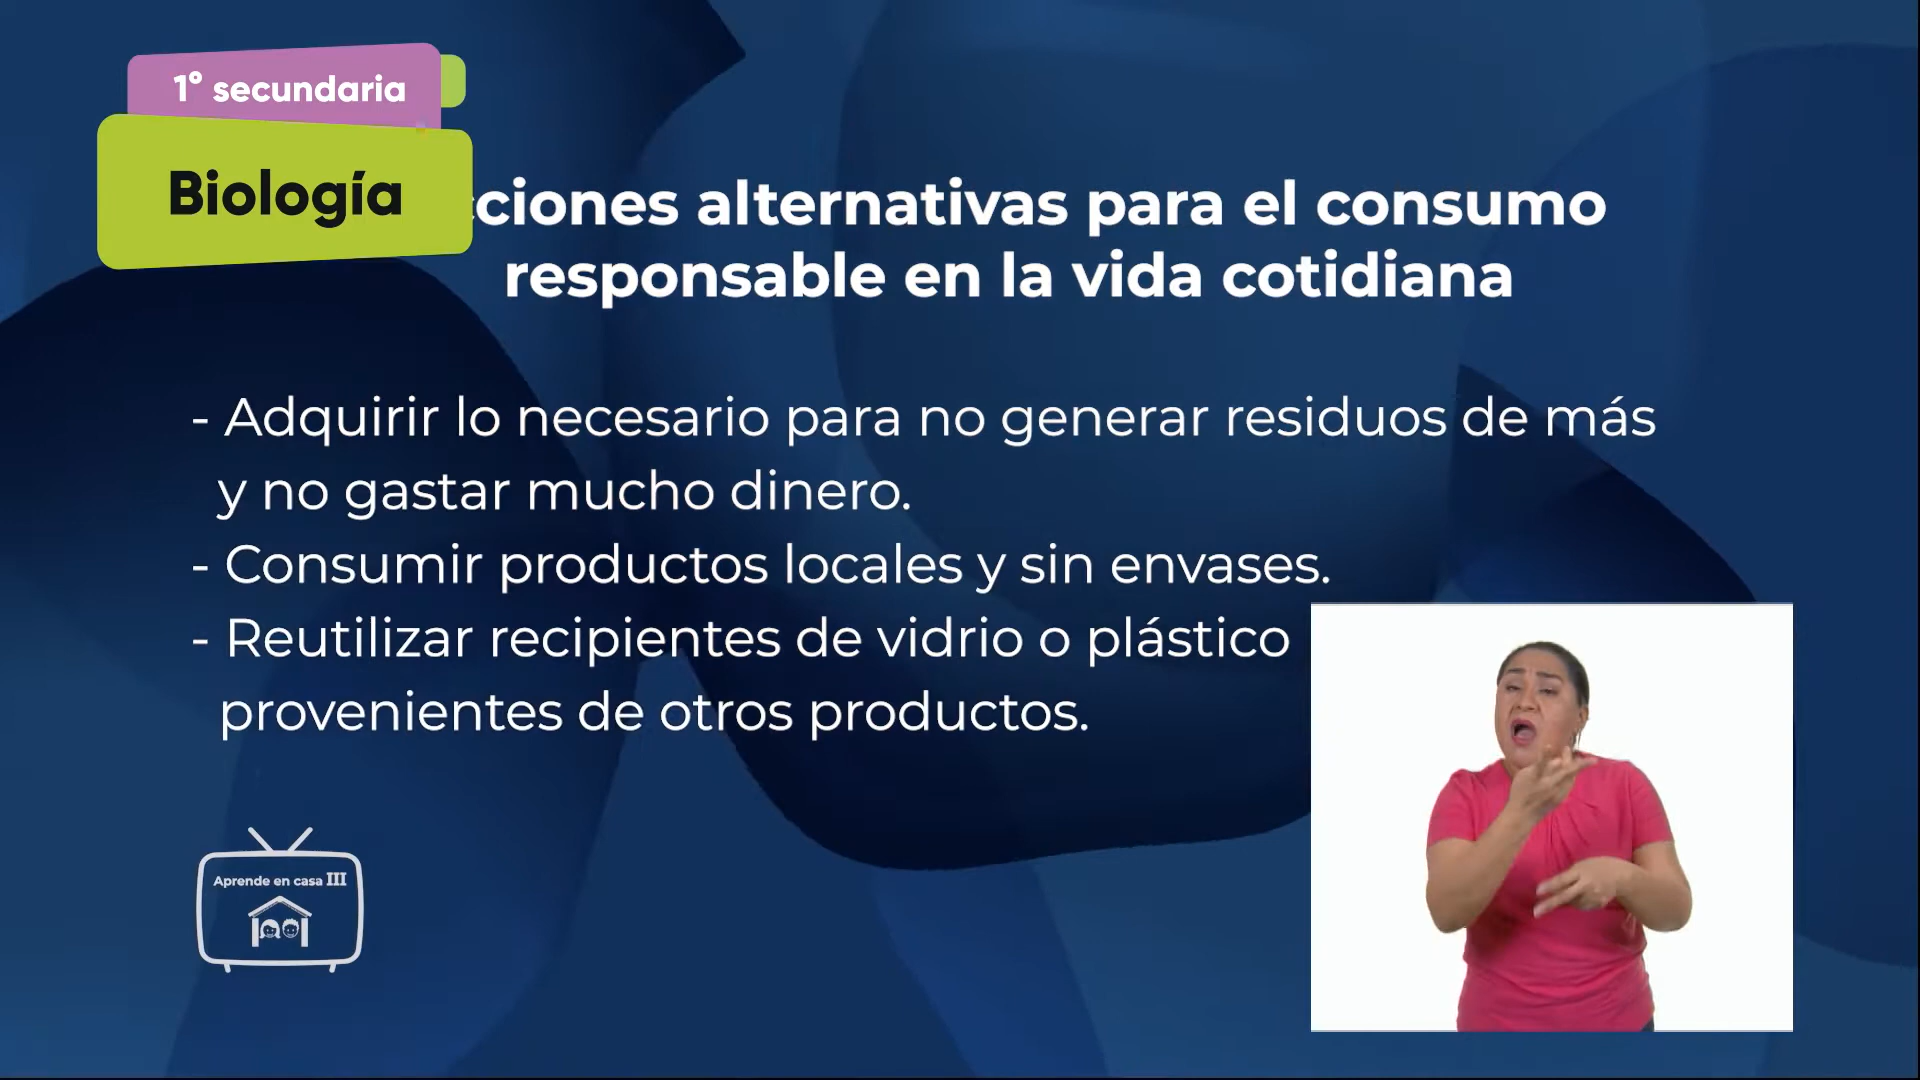 1° secundaria
Biología
cciones alternativas para el consumo
responsable en la vida cotidiana
- Adquirir lo necesario para no generar residuos de más
y no gastar mucho dinero.
- Consumir productos locales y sin envases.
- Reutilizar recipientes de vidrio o plástico
provenientes de otros productos.
Aprende en casa III